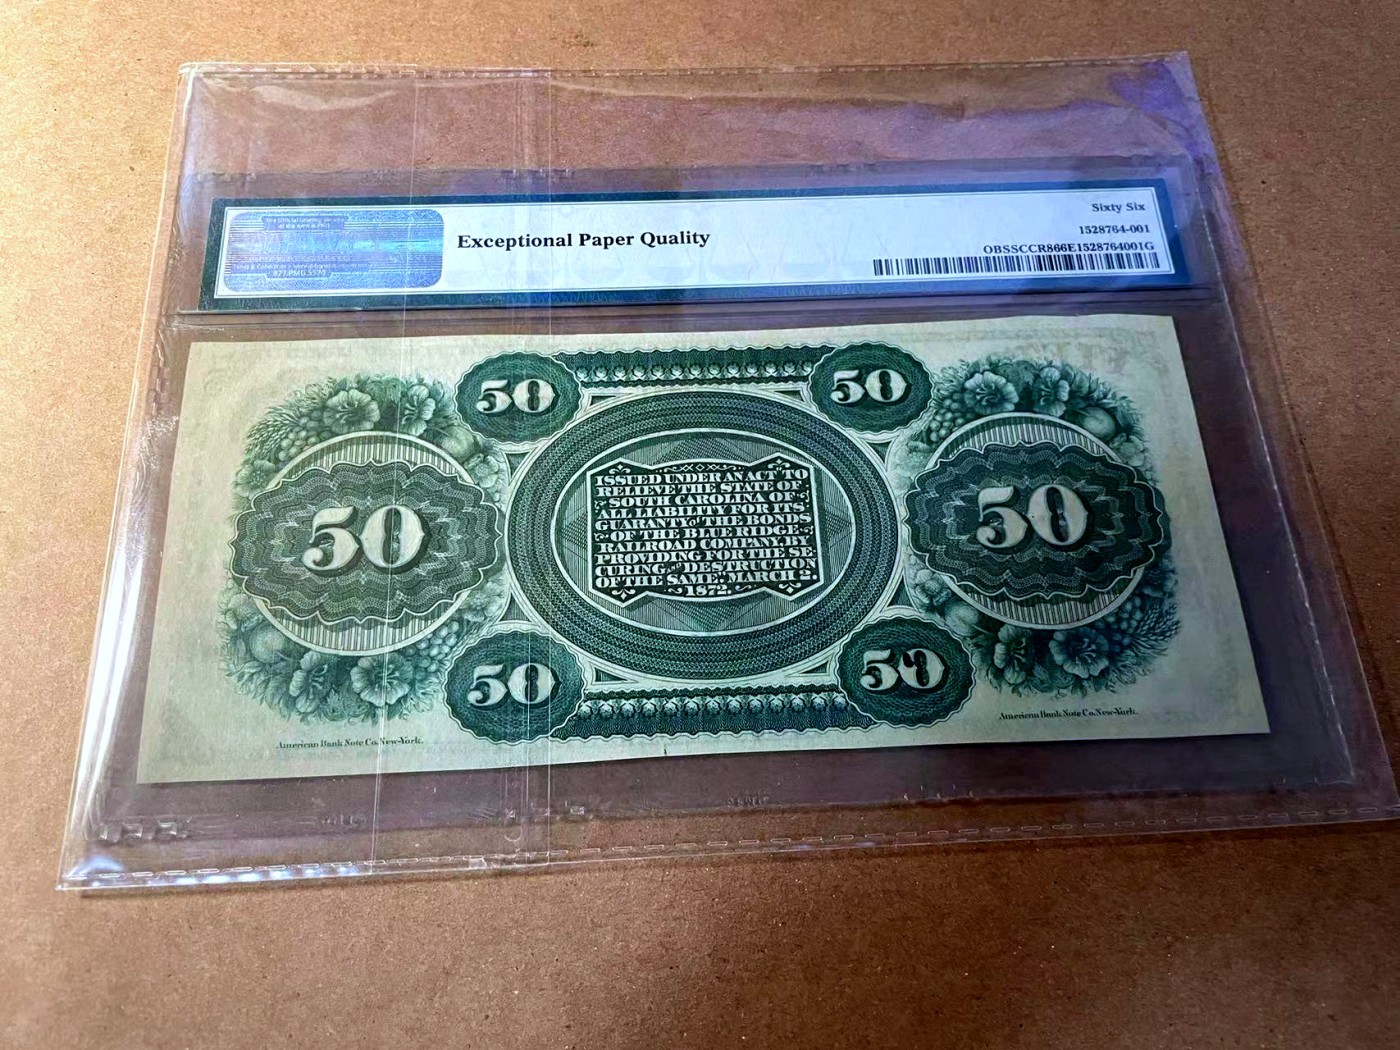 Exceptional Paper Quality
Sixty Six
1528764-001
OBSSCCR866E1528764001G
877.PMG.5570
50
50
50
50
ISSUED UNDER AN ACT TO
RELIEVE THE STATE OF
SOUTH CAROLINA OF
ALL LIABILITY FOR ITS
GUARANTY of THE BONDS
OF THE BLUE RIDGE
RAILROAD COMPANY, BY
PROVIDING FOR THE SE-
CURING and DESTRUCTION
OF THE SAME. MARCH 2:
1872.
50
50
American Bank Note Co. New-York.
American Bank Note Co. New-York.